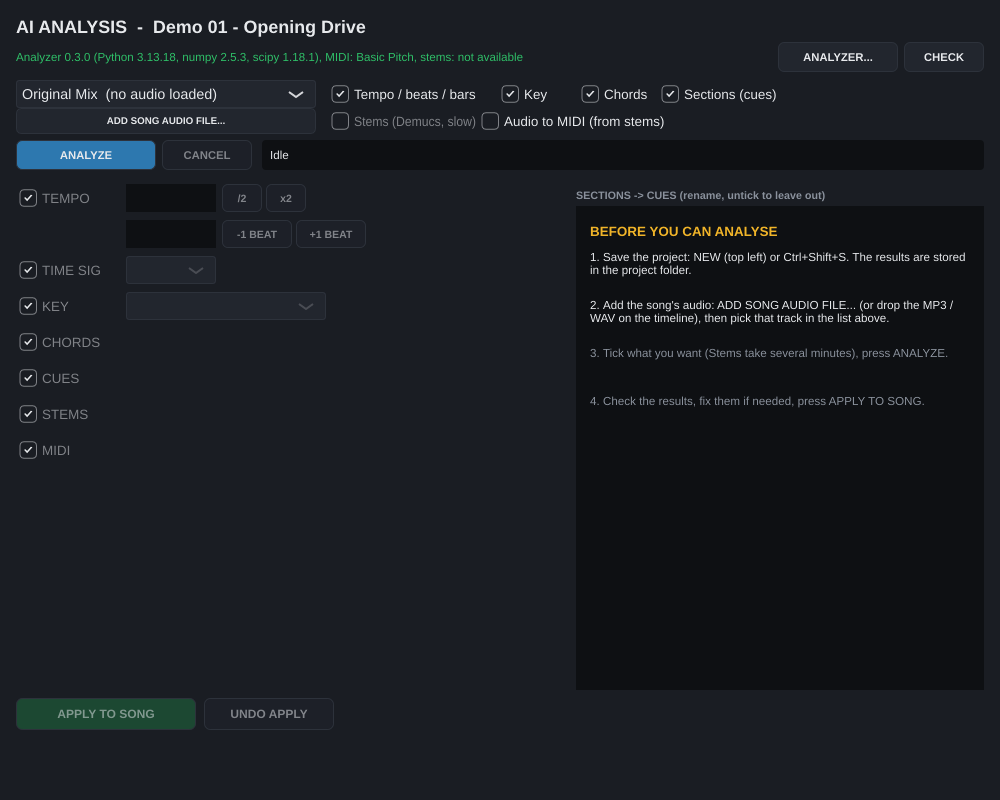 AI ANALYSIS  -  Demo 01 - Opening Drive
Analyzer 0.3.0 (Python 3.13.18, numpy 2.5.3, scipy 1.18.1), MIDI: Basic Pitch, stems: not available
ANALYZER...
CHECK
Original Mix  (no audio loaded)
Tempo / beats / bars
Key
Chords
Sections (cues)
ADD SONG AUDIO FILE...
Stems (Demucs, slow)
Audio to MIDI (from stems)
ANALYZE
CANCEL
Idle
TEMPO
/2
x2
-1 BEAT
+1 BEAT
TIME SIG
KEY
CHORDS
CUES
STEMS
MIDI
SECTIONS -> CUES (rename, untick to leave out)
BEFORE YOU CAN ANALYSE
1. Save the project: NEW (top left) or Ctrl+Shift+S. The results are stored
in the project folder.
2. Add the song's audio: ADD SONG AUDIO FILE... (or drop the MP3 /
WAV on the timeline), then pick that track in the list above.
3. Tick what you want (Stems take several minutes), press ANALYZE.
4. Check the results, fix them if needed, press APPLY TO SONG.
APPLY TO SONG
UNDO APPLY